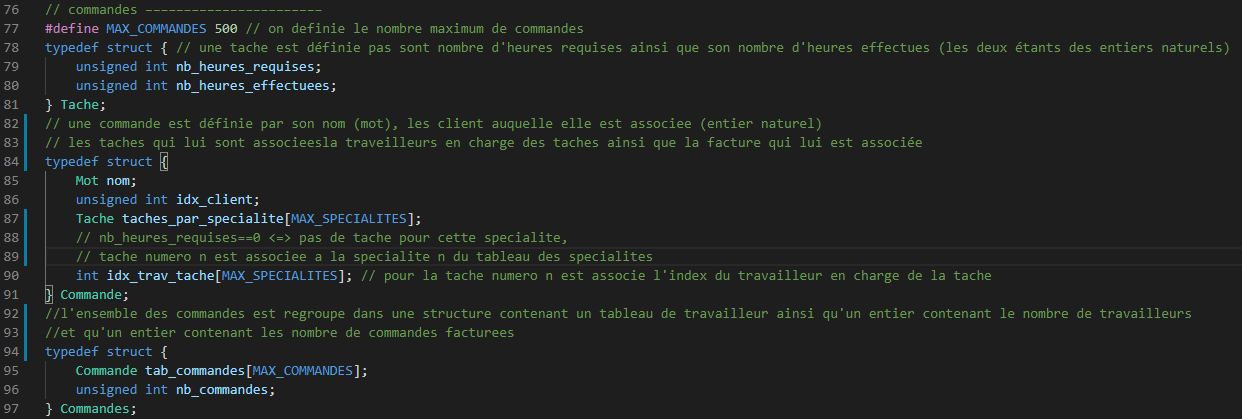 76 // commandes -----------------------
77 #define MAX_COMMANDES 500 // on definie le nombre maximum de commandes
78 typedef struct { // une tache est définie pas sont nombre d'heures requises ainsi que son nombre d'heures effectues (les deux étants des entiers naturels)
79     unsigned int nb_heures_requises;
80     unsigned int nb_heures_effectuees;
81 } Tache;
82 // une commande est définie par son nom (mot), les client auquelle elle est associee (entier naturel)
83 // les taches qui lui sont associeesla traveilleurs en charge des taches ainsi que la facture qui lui est associée
84 typedef struct {
85     Mot nom;
86     unsigned int idx_client;
87     Tache taches_par_specialite[MAX_SPECIALITES];
88     // nb_heures_requises==0 <=> pas de tache pour cette specialite,
89     // tache numero n est associee a la specialite n du tableau des specialites
90     int idx_trav_tache[MAX_SPECIALITES]; // pour la tache numero n est associe l'index du travailleur en charge de la tache
91 } Commande;
92 //l'ensemble des commandes est regroupe dans une structure contenant un tableau de travailleur ainsi qu'un entier contenant le nombre de travailleurs
93 //et qu'un entier contenant les nombre de commandes facturees
94 typedef struct {
95     Commande tab_commandes[MAX_COMMANDES];
96     unsigned int nb_commandes;
97 } Commandes;